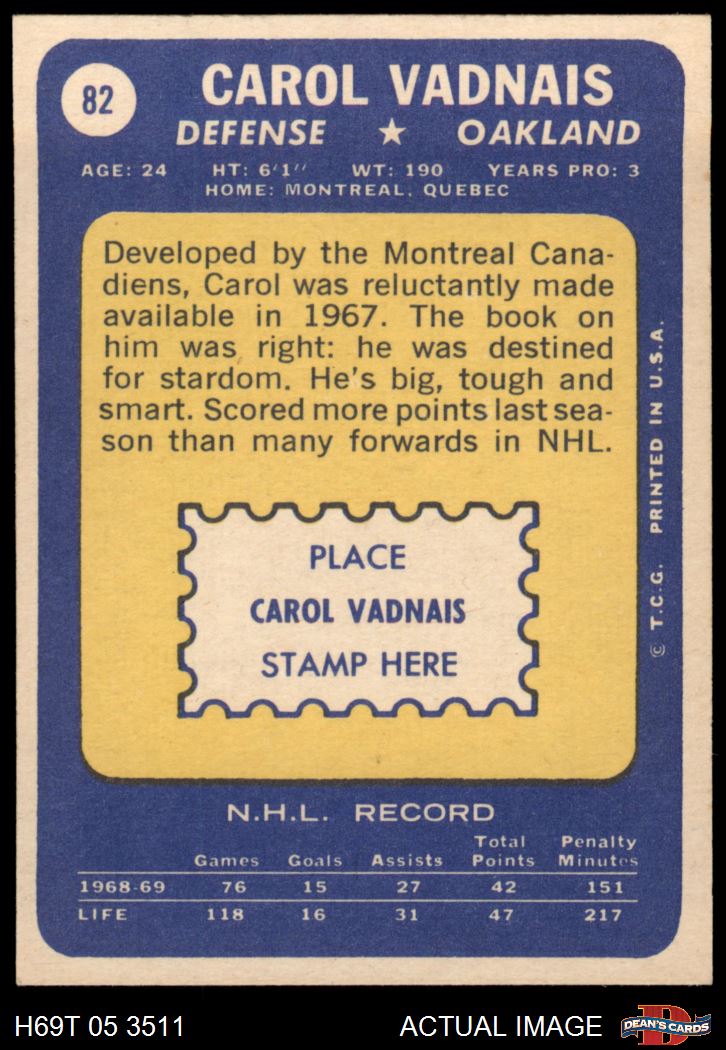 82
CAROL VADNAIS
DEFENSE ★ OAKLAND
AGE: 24 HT: 6'1'' WT: 190 YEARS PRO: 3
HOME: MONTREAL, QUEBEC
Developed by the Montreal Cana-
diens, Carol was reluctantly made
available in 1967. The book on
him was right: he was destined
for stardom. He's big, tough and
smart. Scored more points last sea-
son than many forwards in NHL.
PLACE
CAROL VADNAIS
STAMP HERE
© T.C.G. PRINTED IN U.S.A.
N.H.L. RECORD
Games Goals Assists Total Points Penalty Minutes
1968-69 76 15 27 42 151
LIFE 118 16 31 47 217
H69T 05 3511 ACTUAL IMAGE
D
DEAN'S CARDS